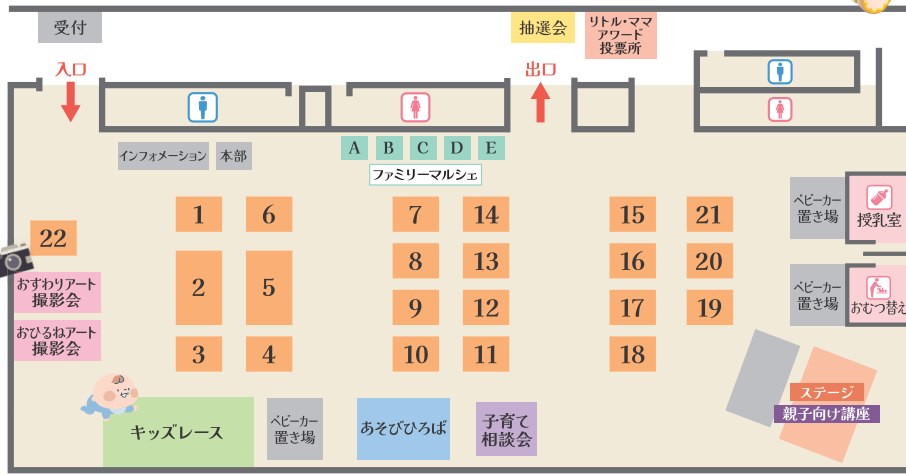 受付
抽選会
リトル・ママ
アワード
投票所
入口
出口
インフォメーション
本部
A
B
C
D
E
ファミリーマルシェ
1
6
7
14
15
21
22
2
5
8
13
16
20
9
12
17
19
3
4
10
11
18
おすわりアート
撮影会
おひるねアート
撮影会
ベビーカー
置き場
授乳室
ベビーカー
置き場
おむつ替え
キッズレース
ベビーカー
置き場
あそびひろば
子育て
相談会
ステージ
親子向け講座